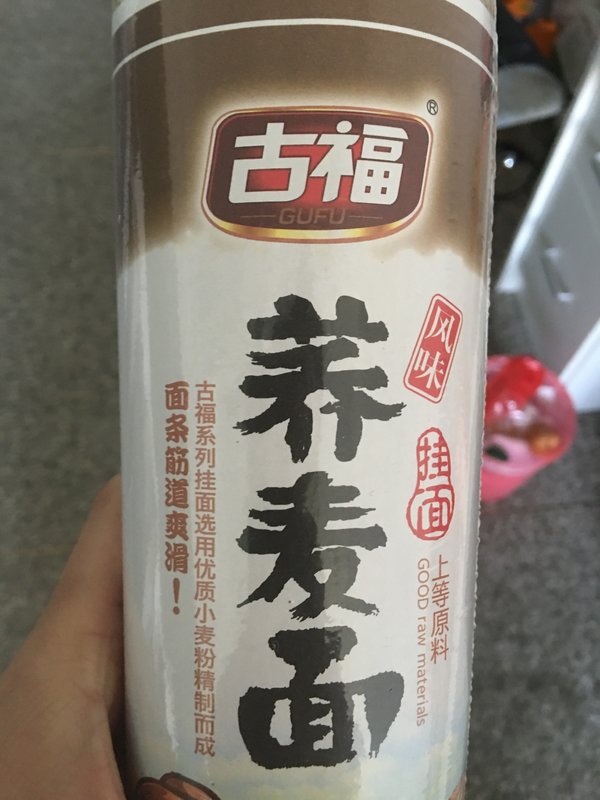 古福
®
GUFU
风味
挂面
上等原料
GOOD raw materials
荞麦面
古福系列挂面选用优质小麦粉精制而成
面条筋道爽滑！